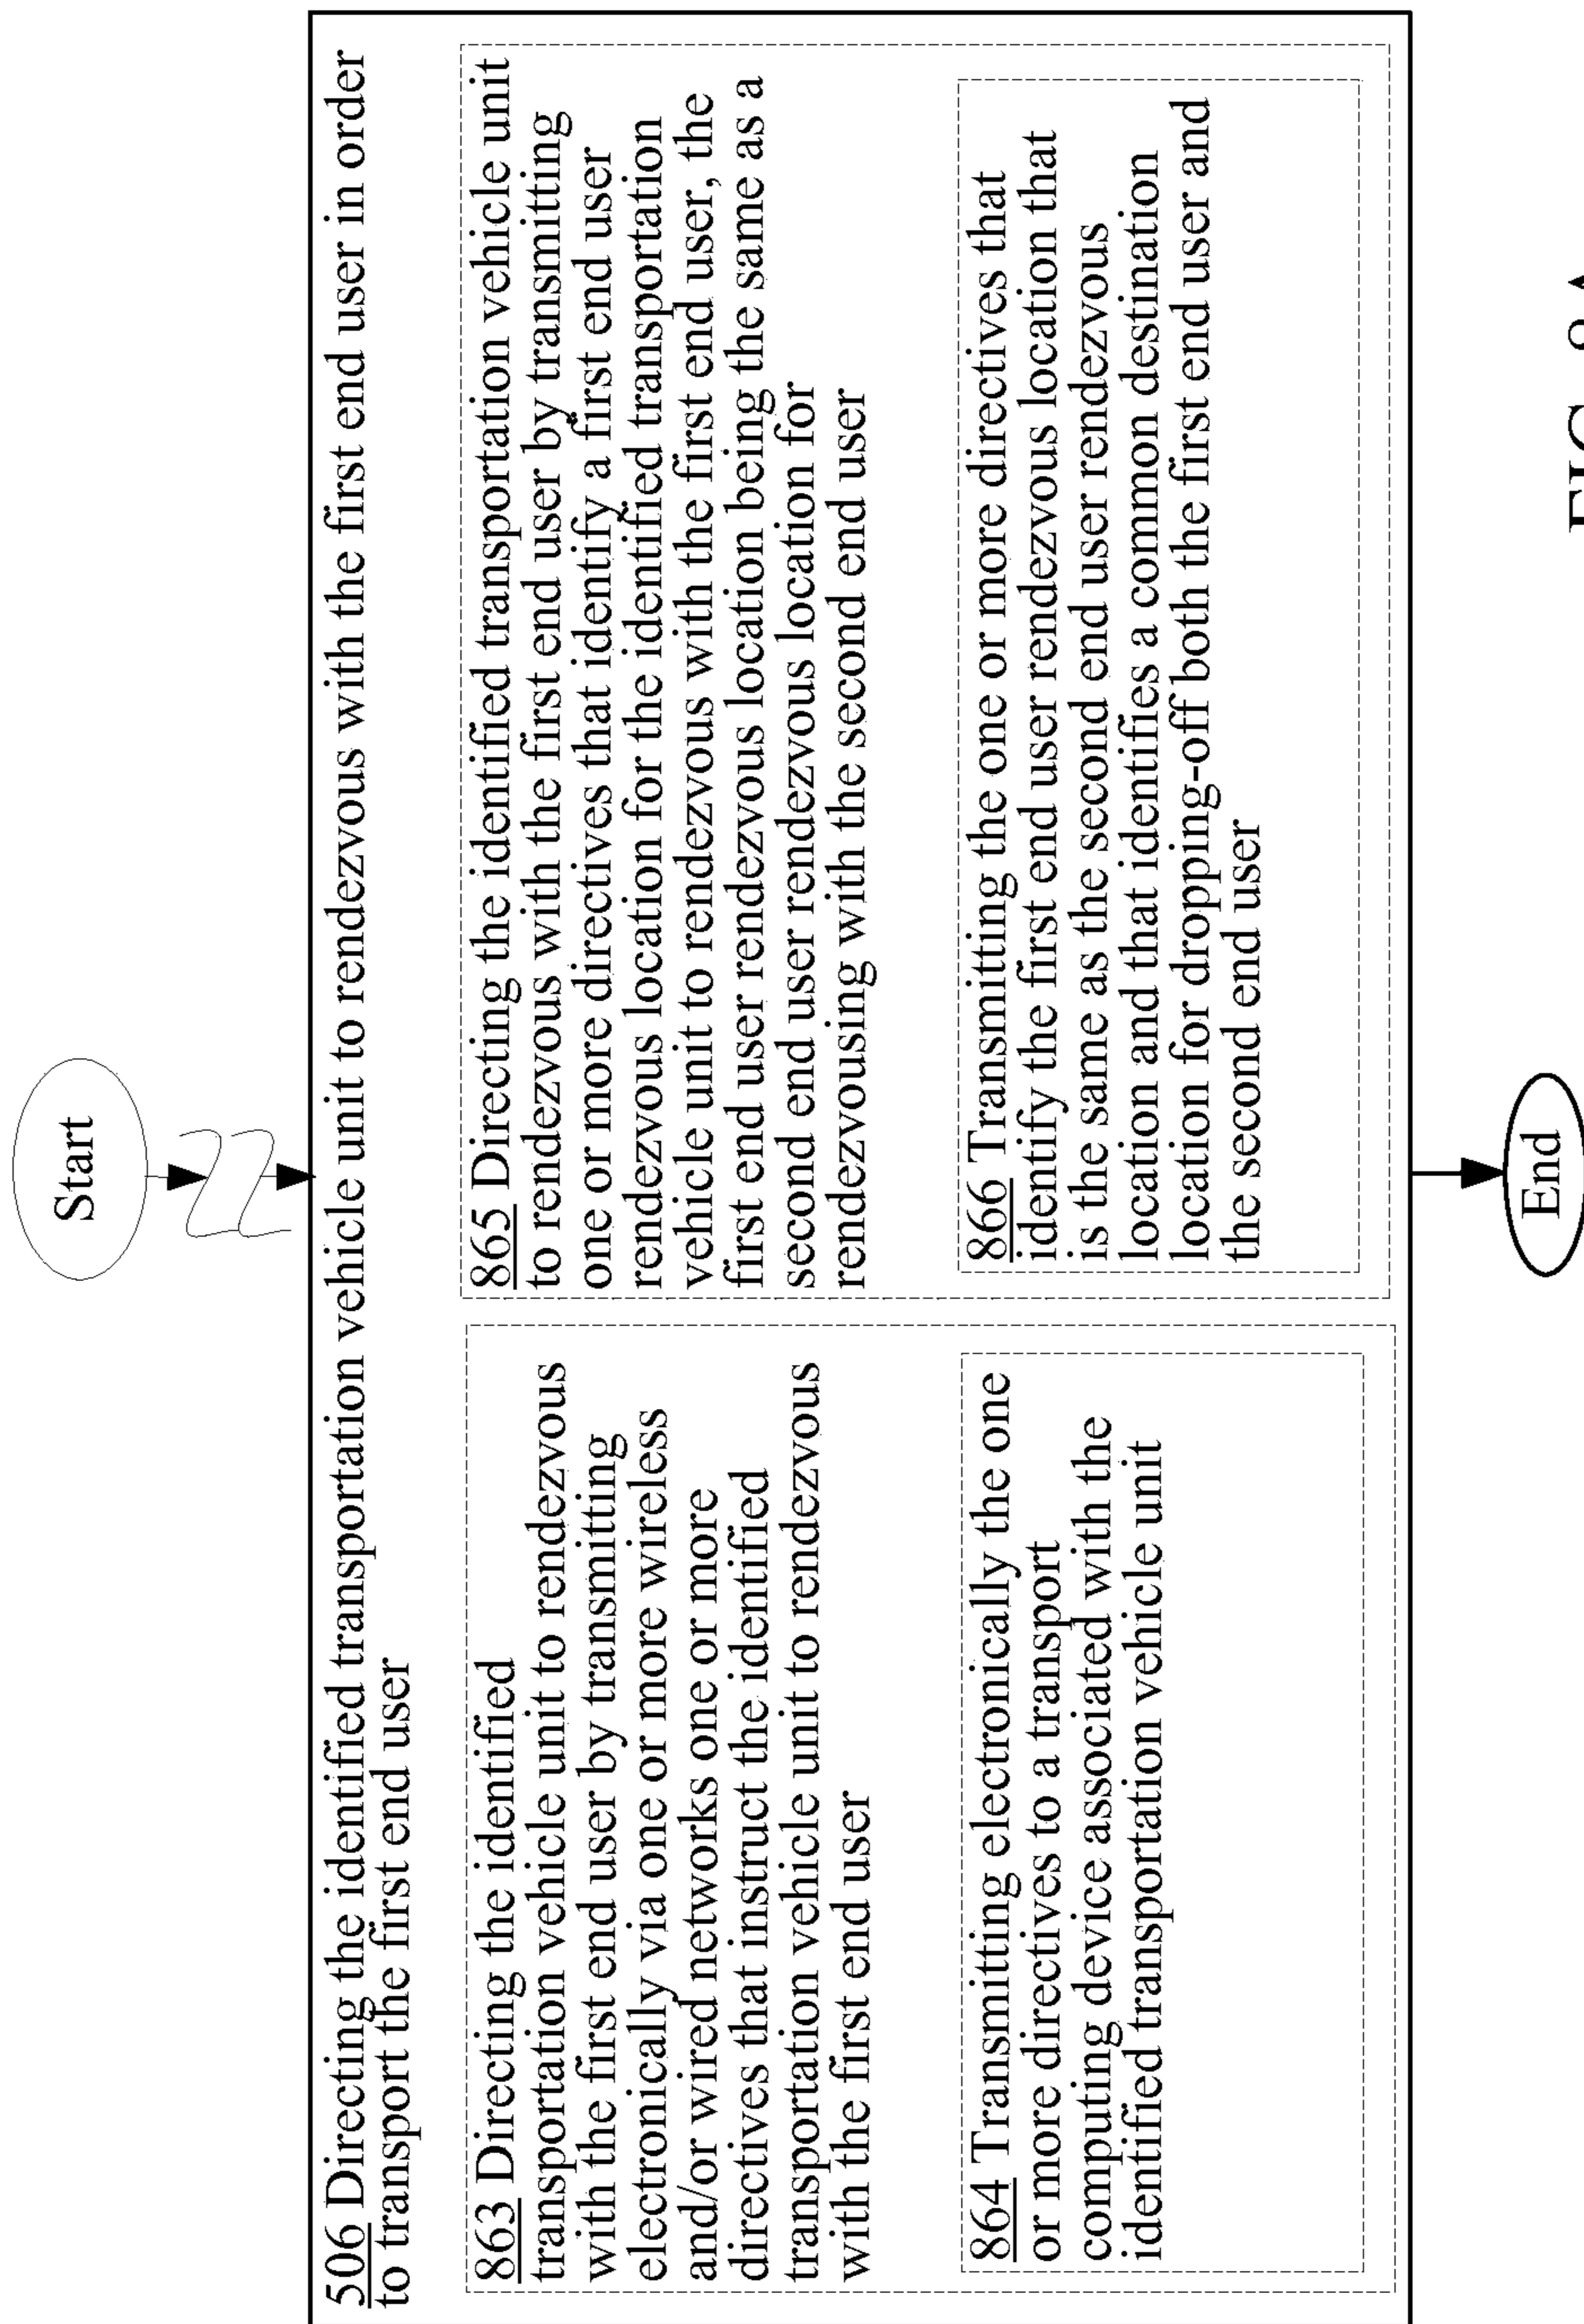 Start
506 Directing the identified transportation vehicle unit to rendezvous with the first end user in order
to transport the first end user
863 Directing the identified
transportation vehicle unit to rendezvous
with the first end user by transmitting
electronically via one or more wireless
and/or wired networks one or more
directives that instruct the identified
transportation vehicle unit to rendezvous
with the first end user
864 Transmitting electronically the one
or more directives to a transport
computing device associated with the
identified transportation vehicle unit
865 Directing the identified transportation vehicle unit
to rendezvous with the first end user by transmitting
one or more directives that identify a first end user
rendezvous location for the identified transportation
vehicle unit to rendezvous with the first end user, the
first end user rendezvous location being the same as a
second end user rendezvous location for
rendezvousing with the second end user
866 Transmitting the one or more directives that
identify the first end user rendezvous location that
is the same as the second end user rendezvous
location and that identifies a common destination
location for dropping-off both the first end user and
the second end user
End
FIG. 8A